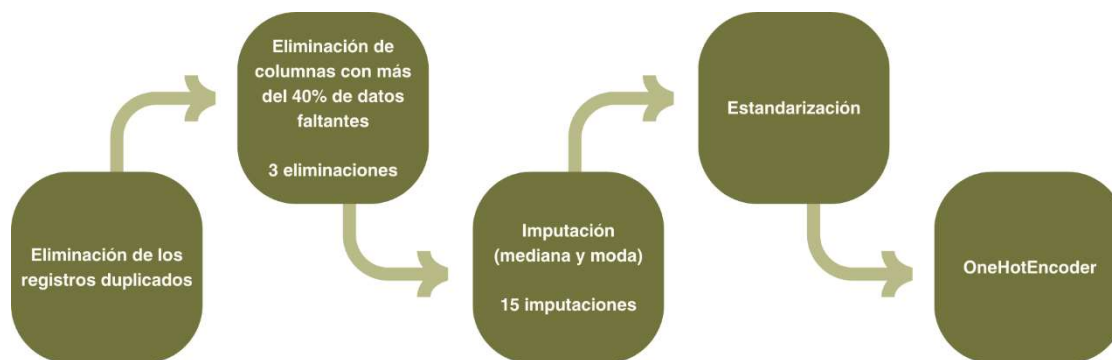 Eliminación de los
registros duplicados
Eliminación de
columnas con más
del 40% de datos
faltantes
3 eliminaciones
Imputación
(mediana y moda)
15 imputaciones
Estandarización
OneHotEncoder